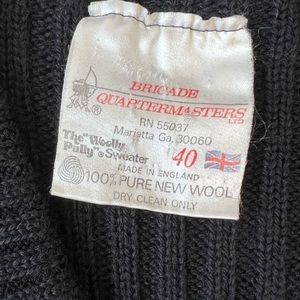 BRIGADE
QUARTERMASTERS
LTD
®
RN 55037
Marietta Ga. 30060
The "Woolly
Pully"® Sweater
40
MADE IN ENGLAND
100% PURE NEW WOOL
DRY CLEAN ONLY